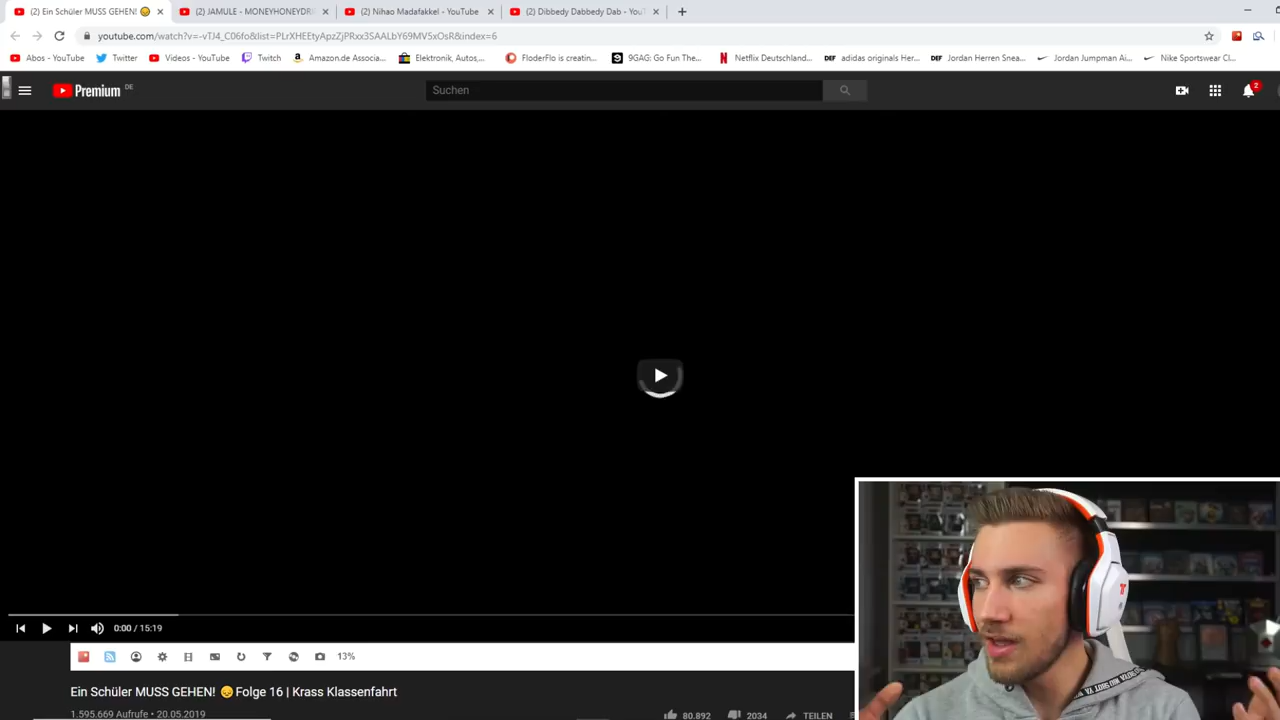 (2) Ein Schüler MUSS GEHEN! 😞 (2) JAMULE - MONEYHONEYDR (2) Nihao Madafakkel - YouTube (2) Dibbedy Dabbedy Dab - YouT
youtube.com/watch?v=-vTJ4_C06fo&list=PLrXHEEtyApzZjPRxx3SAALbY69MV5xOsR&index=6
Abos - YouTube Twitter Videos - YouTube Twitch Amazon.de Associa... Elektronik, Autos,... FloderFlo is creatin... 9GAG: Go Fun The... Netflix Deutschland... adidas originals Her... Jordan Herren Snea... Jordan Jumpman Ai... Nike Sportswear Cl...
Premium DE Suchen 2
0:00 / 15:19
13%
Ein Schüler MUSS GEHEN! 😞Folge 16 | Krass Klassenfahrt
1.595.669 Aufrufe • 20.05.2019 80.892 2034 TEILEN